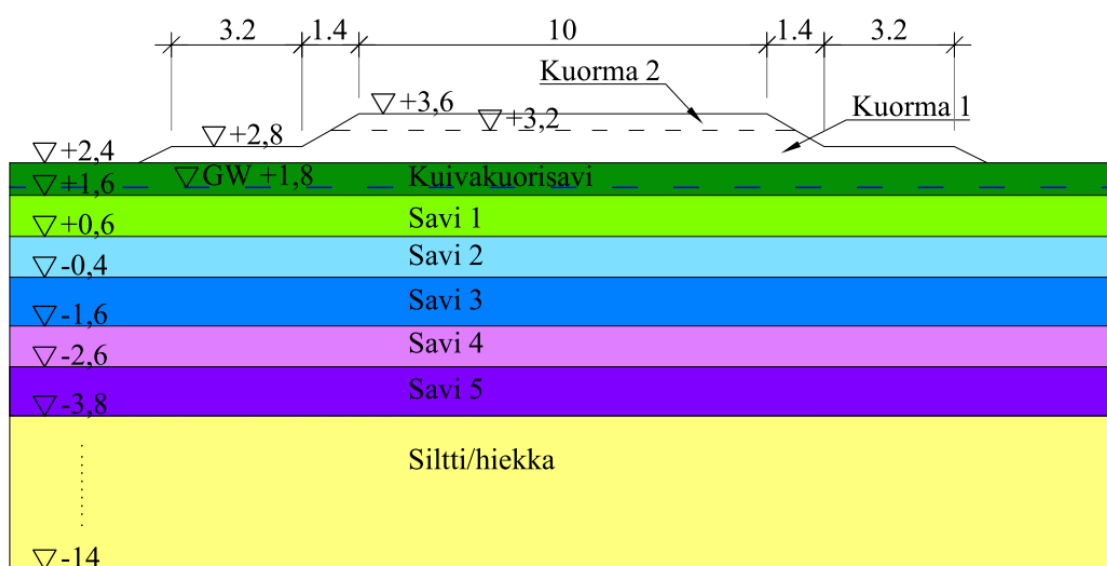 3.2 1.4 10 1.4 3.2
Kuorma 2
+3,6 Kuorma 1
+3,2
+2,8
+2,4
GW +1,8 Kuivakuorisavi
+1,6
Savi 1
+0,6
Savi 2
-0,4
Savi 3
-1,6
Savi 4
-2,6
Savi 5
-3,8
Siltti/hiekka
-14